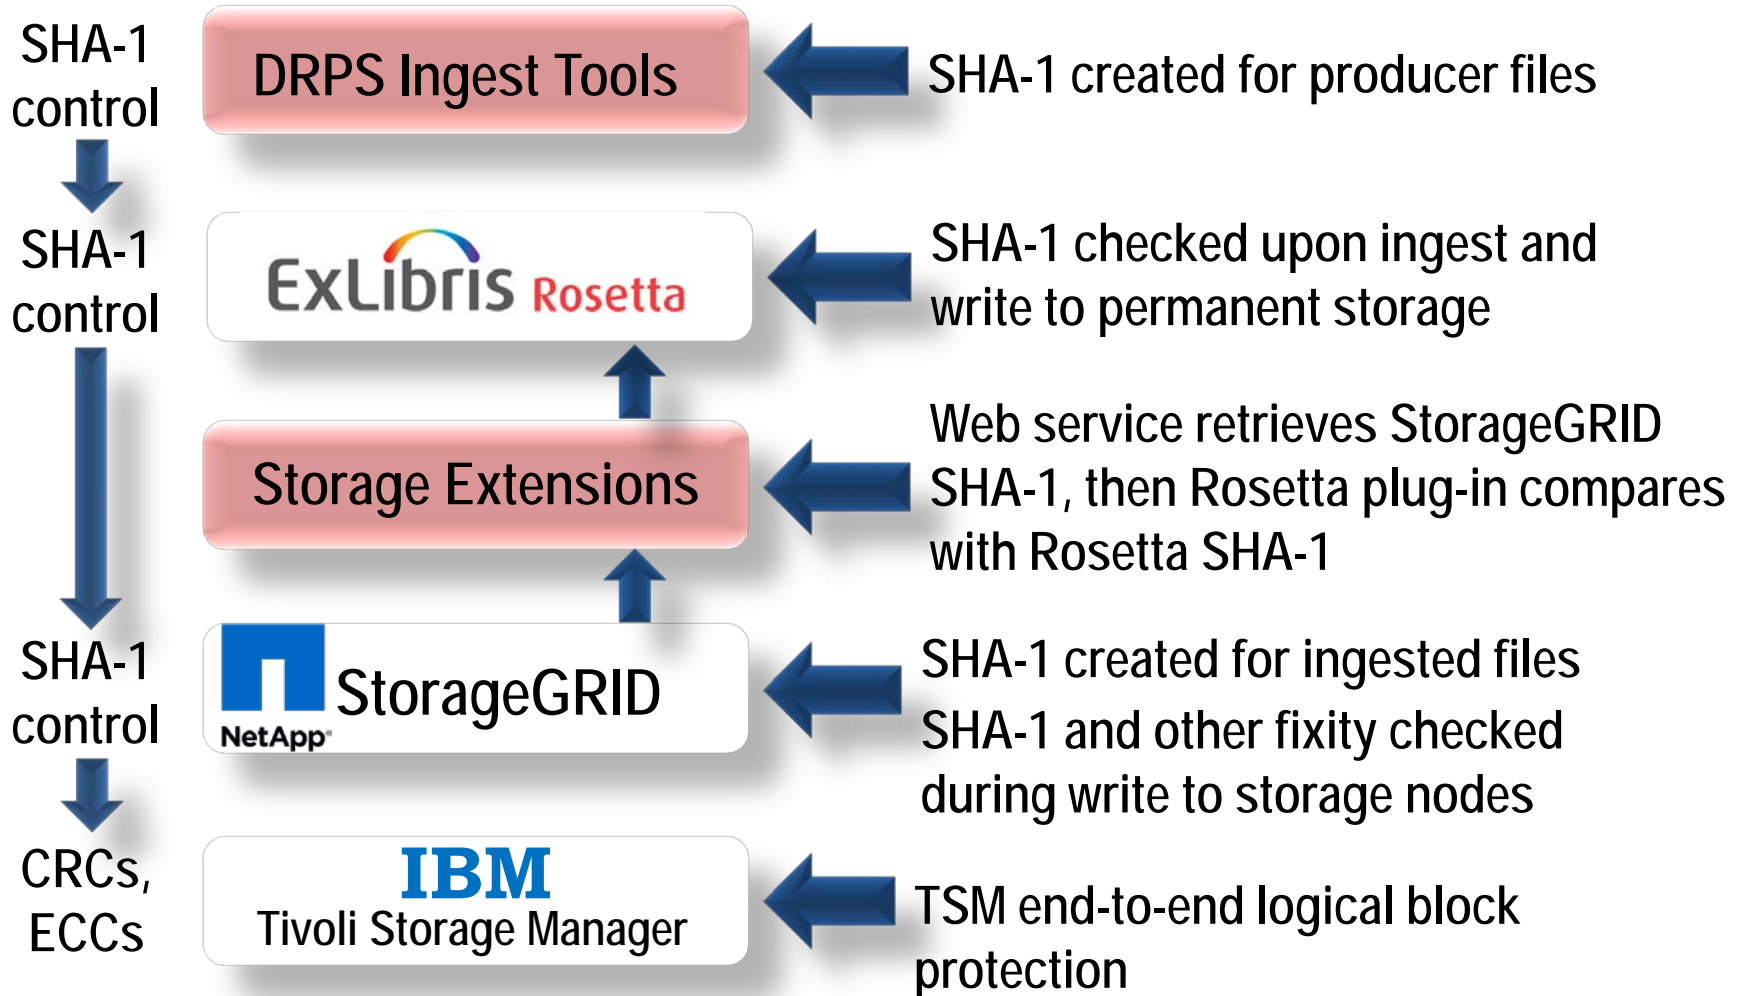 SHA-1
control
DRPS Ingest Tools
SHA-1 created for producer files
SHA-1
control
ExLibris Rosetta
SHA-1 checked upon ingest and
write to permanent storage
Storage Extensions
Web service retrieves StorageGRID
SHA-1, then Rosetta plug-in compares
with Rosetta SHA-1
SHA-1
control
NetApp®
StorageGRID
SHA-1 created for ingested files
SHA-1 and other fixity checked
during write to storage nodes
CRCs,
ECCs
IBM
Tivoli Storage Manager
TSM end-to-end logical block
protection